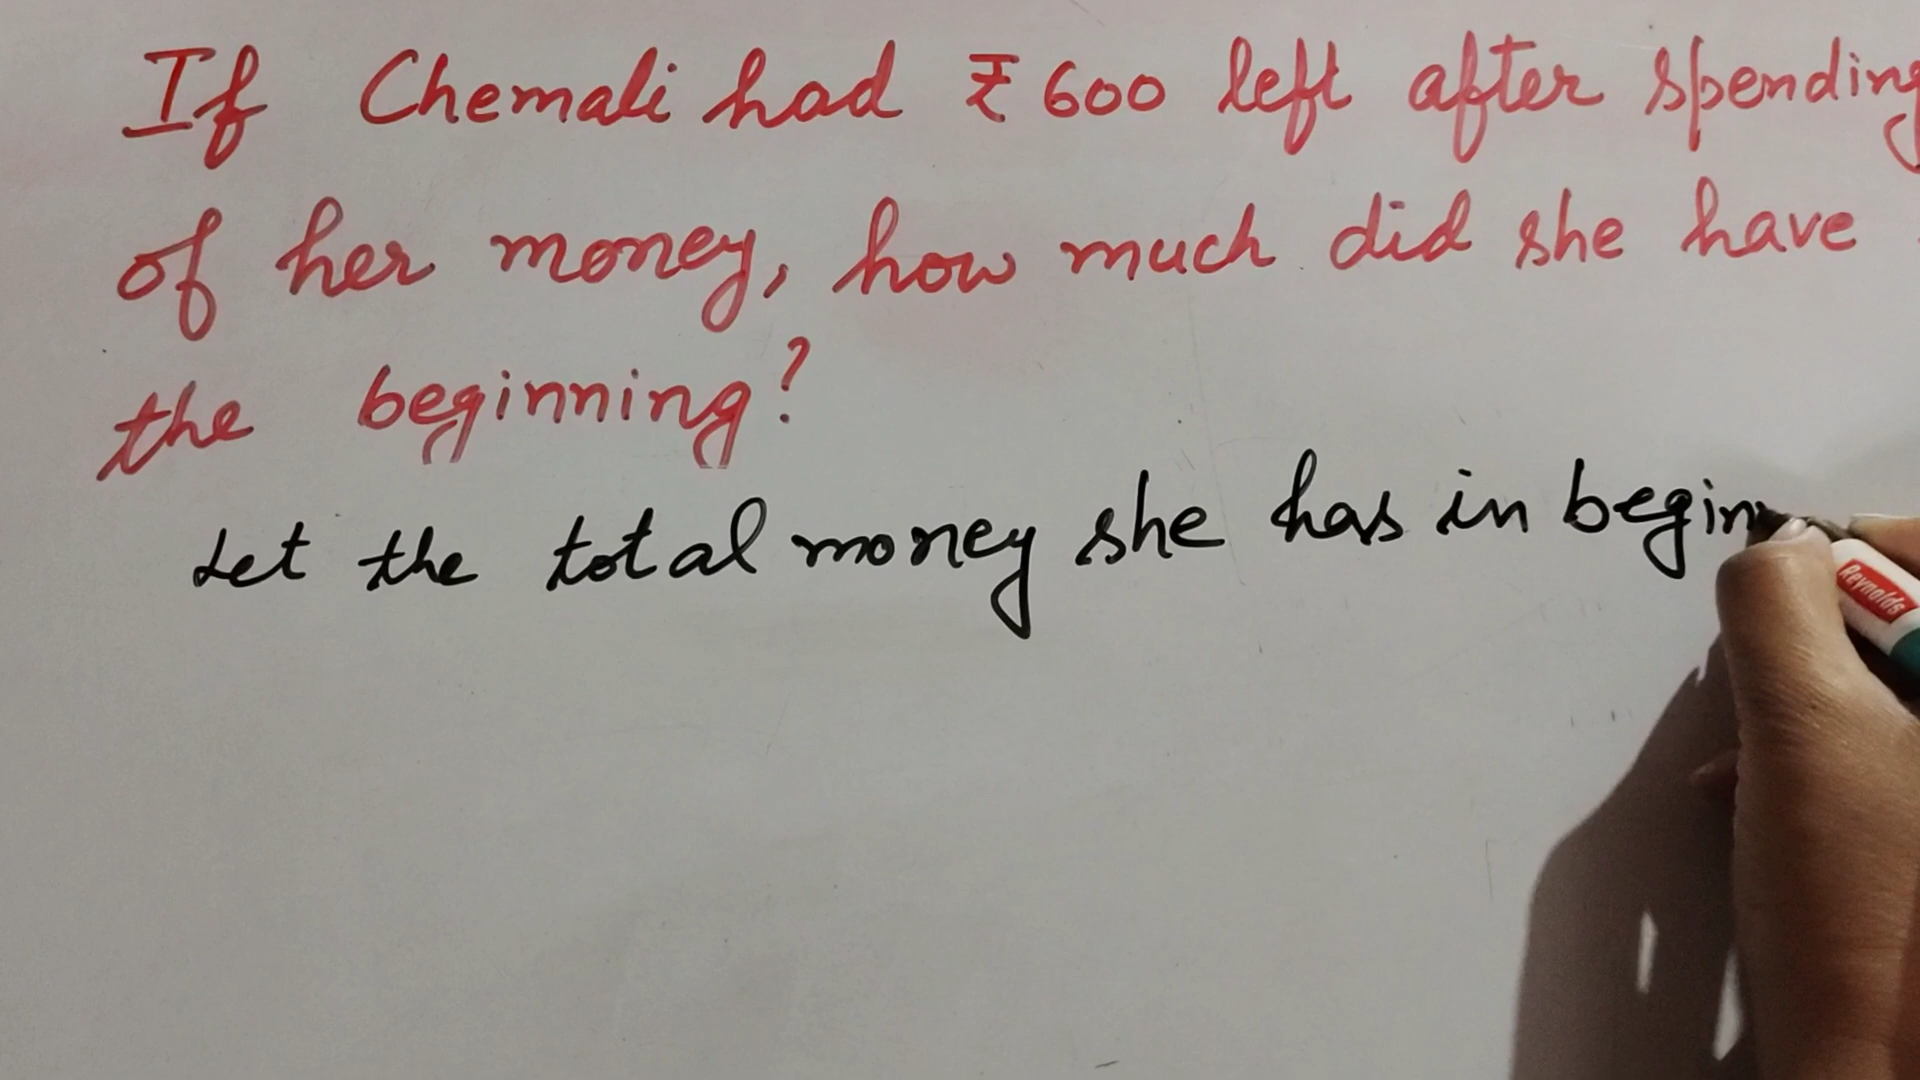 If Chemali had ₹ 600 left after spending
of her money, how much did she have
the beginning?
Let the total money she has in begin
Reynolds